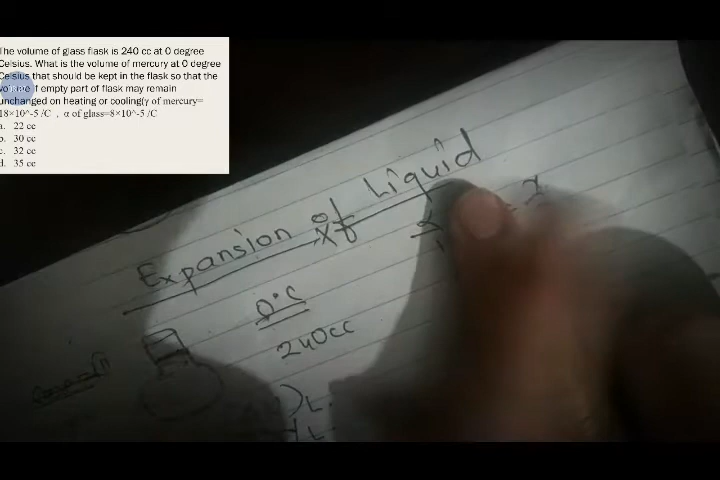 The volume of glass flask is 240 cc at 0 degree
Celsius. What is the volume of mercury at 0 degree
Celsius that should be kept in the flask so that the
of empty part of flask may remain
unchanged on heating or cooling(γ of mercury=
18×10^-5 /C , α of glass=8×10^-5 /C
a. 22 cc
b. 30 cc
c. 32 cc
d. 35 cc
Expansion of Liquid
0°C
240cc